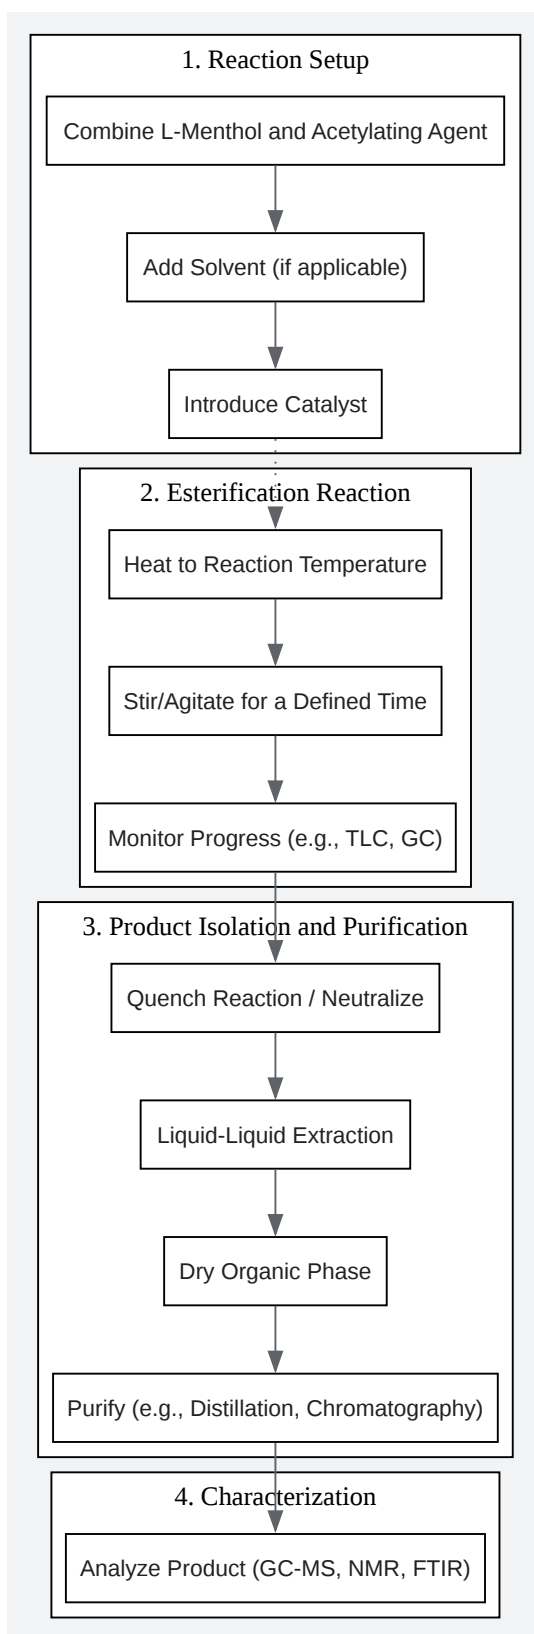 1. Reaction Setup
Combine L-Menthol and Acetylating Agent
Add Solvent (if applicable)
Introduce Catalyst
2. Esterification Reaction
Heat to Reaction Temperature
Stir/Agitate for a Defined Time
Monitor Progress (e.g., TLC, GC)
3. Product Isolation and Purification
Quench Reaction / Neutralize
Liquid-Liquid Extraction
Dry Organic Phase
Purify (e.g., Distillation, Chromatography)
4. Characterization
Analyze Product (GC-MS, NMR, FTIR)